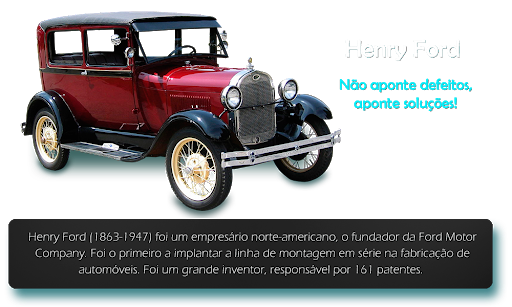 Henry Ford
Não aponte defeitos,
aponte soluções!
Henry Ford (1863-1947) foi um empresário norte-americano, o fundador da Ford Motor
Company. Foi o primeiro a implantar a linha de montagem em série na fabricação de
automóveis. Foi um grande inventor, responsável por 161 patentes.